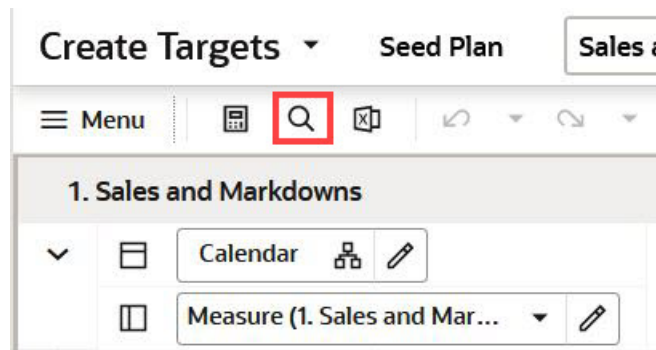 Create Targets Seed Plan Sales
Menu
1. Sales and Markdowns
Calendar
Measure (1. Sales and Mar...